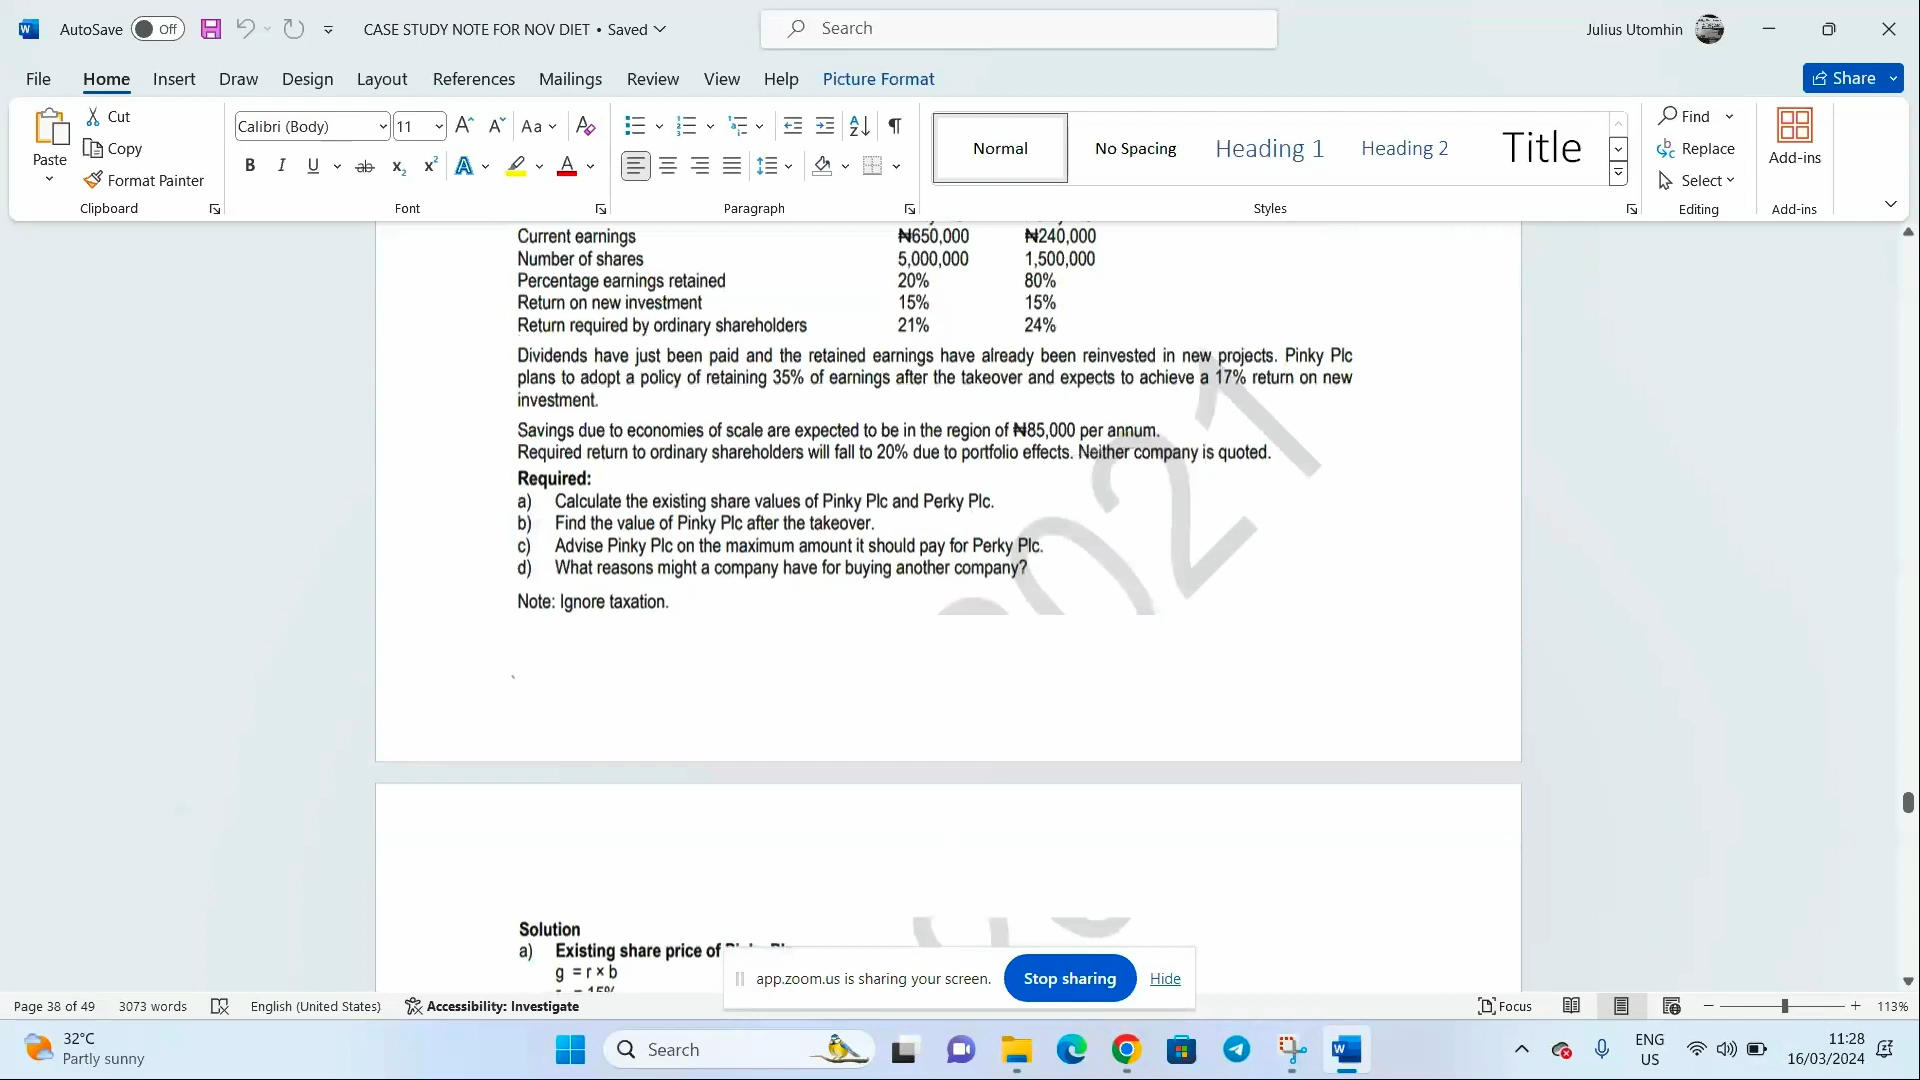 AutoSave Off CASE STUDY NOTE FOR NOV DIET • Saved Search Julius Utomhin
File Home Insert Draw Design Layout References Mailings Review View Help Picture Format Share
Paste Cut Copy Format Painter
Calibri (Body) 11
Normal No Spacing Heading 1 Heading 2 Title
Find Replace Select Add-ins
Clipboard Font Paragraph Styles Editing Add-ins
Current earnings ₦650,000 ₦240,000
Number of shares 5,000,000 1,500,000
Percentage earnings retained 20% 80%
Return on new investment 15% 15%
Return required by ordinary shareholders 21% 24%
Dividends have just been paid and the retained earnings have already been reinvested in new projects. Pinky Plc
plans to adopt a policy of retaining 35% of earnings after the takeover and expects to achieve a 17% return on new
investment.
Savings due to economies of scale are expected to be in the region of ₦85,000 per annum.
Required return to ordinary shareholders will fall to 20% due to portfolio effects. Neither company is quoted.
Required:
a) Calculate the existing share values of Pinky Plc and Perky Plc.
b) Find the value of Pinky Plc after the takeover.
c) Advise Pinky Plc on the maximum amount it should pay for Perky Plc.
d) What reasons might a company have for buying another company?
Note: Ignore taxation.
021
Solution
a) Existing share price of
g = r × b
app.zoom.us is sharing your screen. Stop sharing Hide
Page 38 of 49 3073 words English (United States) Accessibility: Investigate Focus 113%
32°C
Partly sunny
Search
ENG
US
11:28
16/03/2024